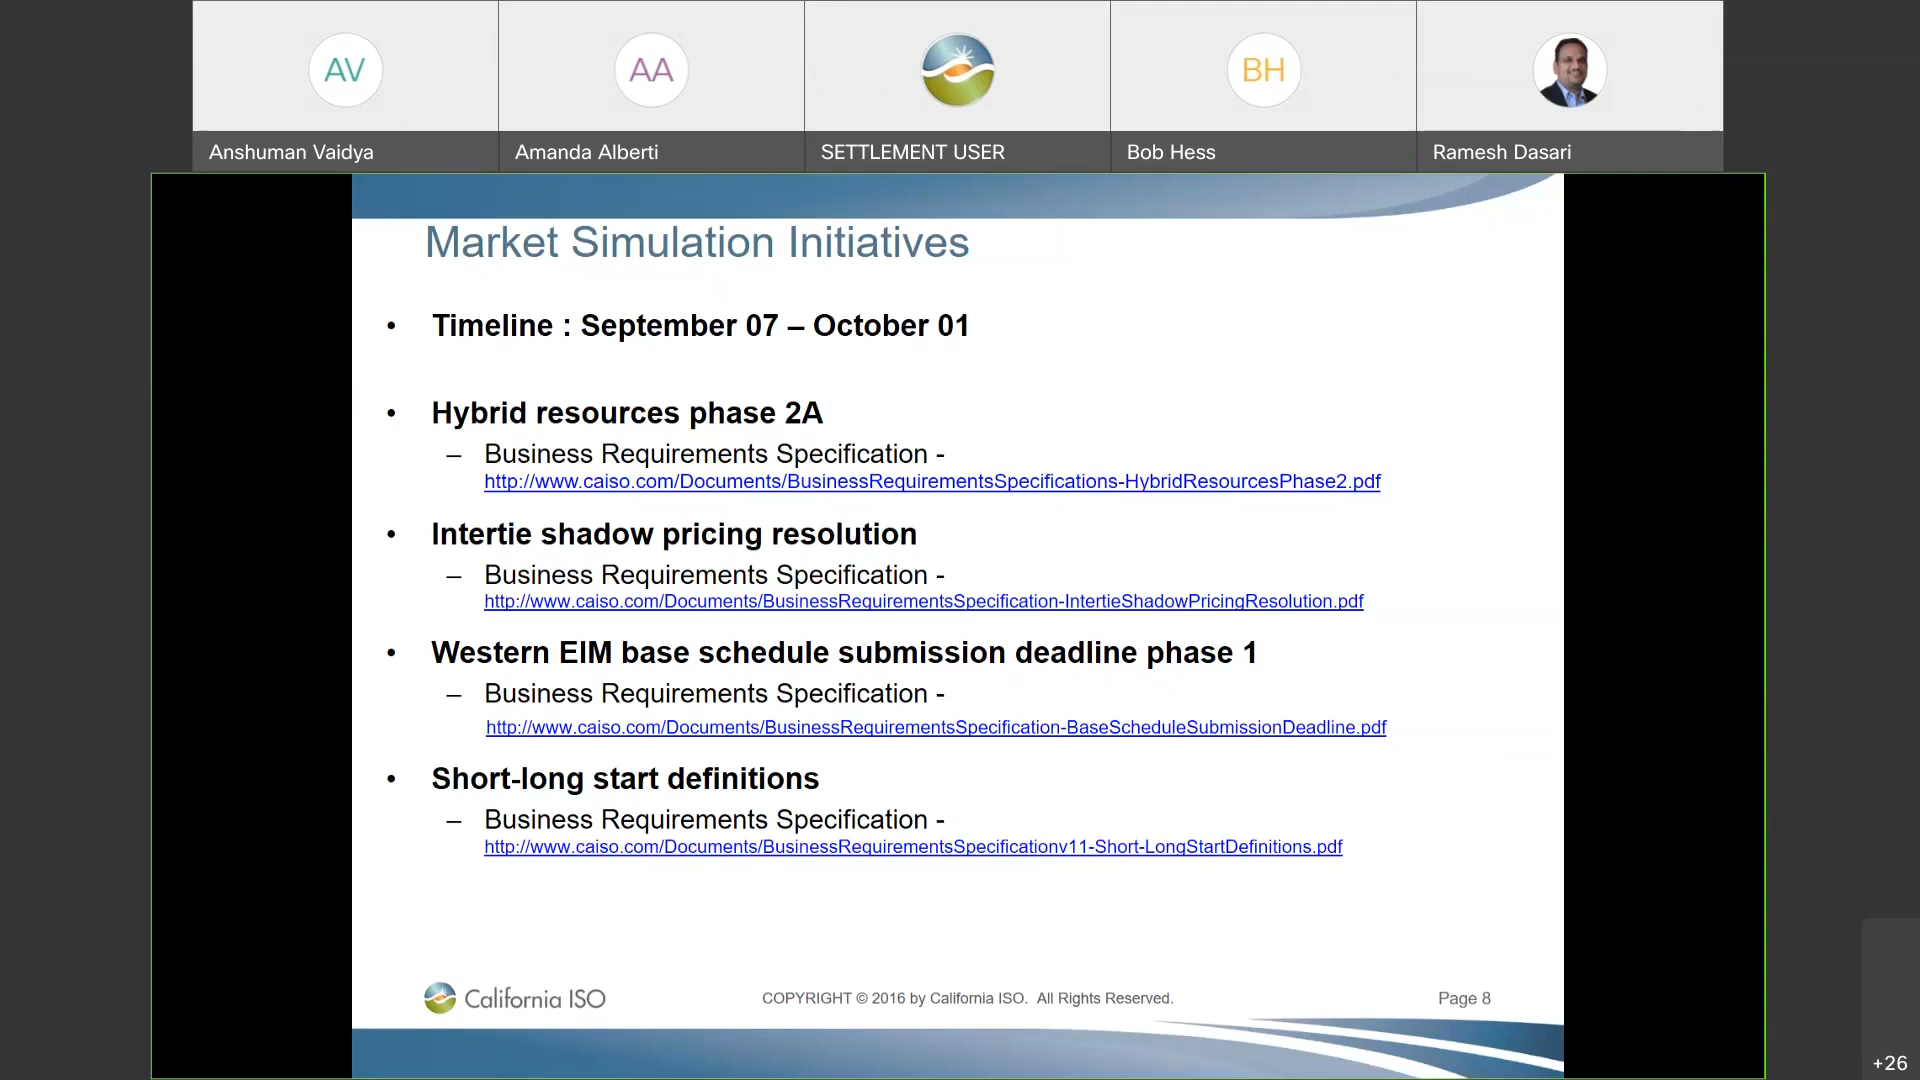 AV
AA
BH
Anshuman Vaidya
Amanda Alberti
SETTLEMENT USER
Bob Hess
Ramesh Dasari
Market Simulation Initiatives
• Timeline : September 07 – October 01
• Hybrid resources phase 2A
– Business Requirements Specification -
http://www.caiso.com/Documents/BusinessRequirementsSpecifications-HybridResourcesPhase2.pdf
• Intertie shadow pricing resolution
– Business Requirements Specification -
http://www.caiso.com/Documents/BusinessRequirementsSpecification-IntertieShadowPricingResolution.pdf
• Western EIM base schedule submission deadline phase 1
– Business Requirements Specification -
http://www.caiso.com/Documents/BusinessRequirementsSpecification-BaseScheduleSubmissionDeadline.pdf
• Short-long start definitions
– Business Requirements Specification -
http://www.caiso.com/Documents/BusinessRequirementsSpecificationv11-Short-LongStartDefinitions.pdf
California ISO
COPYRIGHT © 2016 by California ISO. All Rights Reserved.
Page 8
+26